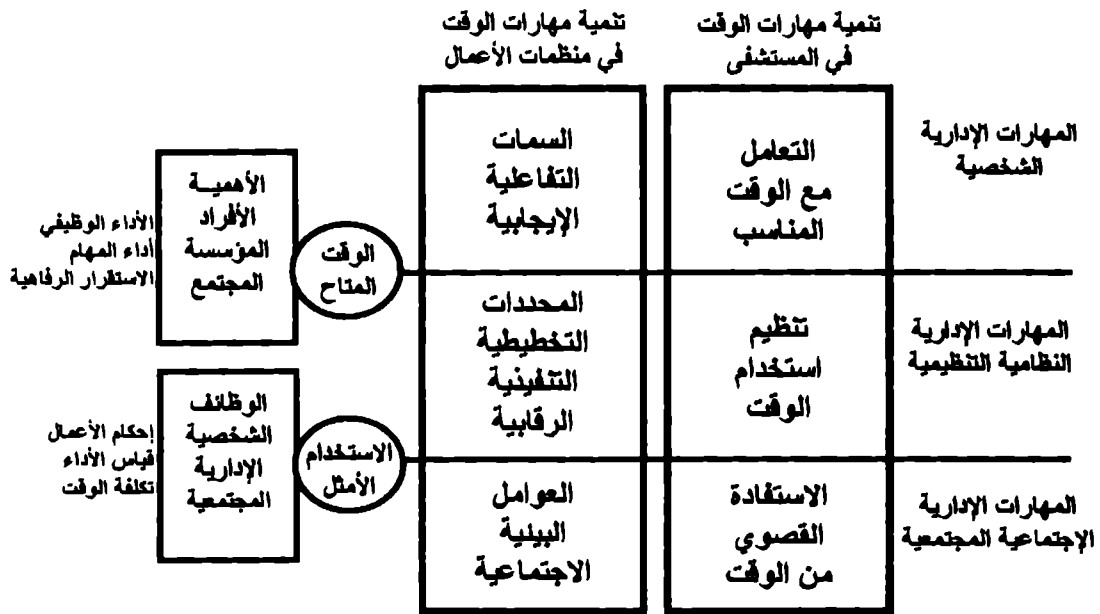 تنمية مهارات الوقت
في المستشفى
تنمية مهارات الوقت
في منظمات الأعمال
المهارات الإدارية
الشخصية
التعامل
مع الوقت
المناسب
السمات
التفاعلية
الإيجابية
الوقت
المتاح
الأهميــة
الأفراد
المؤسسة
المجتمع
الأداء الوظيفي
أداء المهام
الاستقرار الرفاهية
المهارات الإدارية
النظامية التنظيمية
تنظيم
استخدام
الوقت
المحددات
التخطيطية
التنفيذية
الرقابية
الاستخدام
الأمثل
الوظائف
الشخصية
الإدارية
المجتمعية
إحكام الأعمال
قياس الأداء
تكلفة الوقت
المهارات الإدارية
الإجتماعية المجتمعية
الاستفادة
القصوي
من الوقت
العوامل
البيئية
الاجتماعية